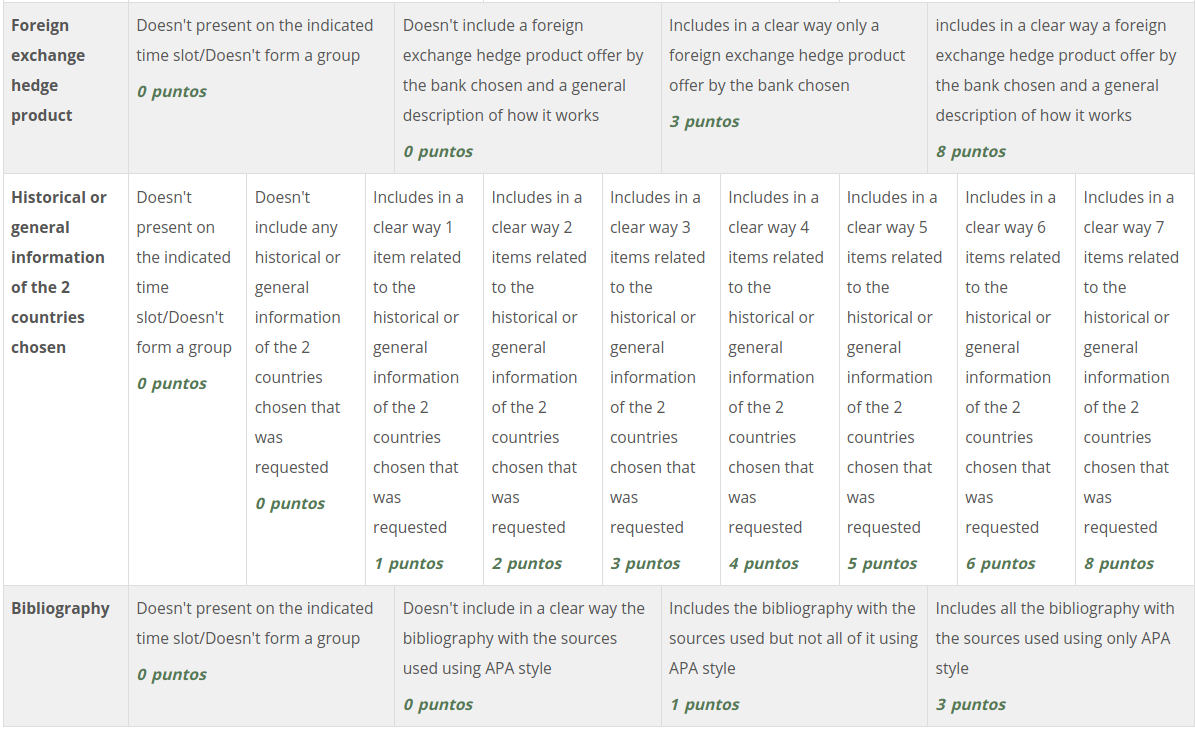 Foreign
exchange
hedge
product
Doesn't present on the indicated
time slot/Doesn't form a group
0 puntos
Doesn't include a foreign
exchange hedge product offer by
the bank chosen and a general
description of how it works
0 puntos
Includes in a clear way only a
foreign exchange hedge product
offer by the bank chosen
3 puntos
includes in a clear way a foreign
exchange hedge product offer by
the bank chosen and a general
description of how it works
8 puntos
Historical or
general
information
of the 2
countries
chosen
Doesn't
present on
the indicated
time
slot/Doesn't
form a group
0 puntos
Doesn't
include any
historical or
general
information
of the 2
countries
chosen that
was
requested
0 puntos
Includes in a
clear way 1
item related
to the
historical or
general
information
of the 2
countries
chosen that
was
requested
1 puntos
Includes in a
clear way 2
items related
to the
historical or
general
information
of the 2
countries
chosen that
was
requested
2 puntos
Includes in a
clear way 3
items related
to the
historical or
general
information
of the 2
countries
chosen that
was
requested
3 puntos
Includes in a
clear way 4
items related
to the
historical or
general
information
of the 2
countries
chosen that
was
requested
4 puntos
Includes in a
clear way 5
items related
to the
historical or
general
information
of the 2
countries
chosen that
was
requested
5 puntos
Includes in a
clear way 6
items related
to the
historical or
general
information
of the 2
countries
chosen that
was
requested
6 puntos
Includes in a
clear way 7
items related
to the
historical or
general
information
of the 2
countries
chosen that
was
requested
8 puntos
Bibliography
Doesn't present on the indicated
time slot/Doesn't form a group
0 puntos
Doesn't include in a clear way the
bibliography with the sources
used using APA style
0 puntos
Includes the bibliography with the
sources used but not all of it using
APA style
1 puntos
Includes all the bibliography with
the sources used using only APA
style
3 puntos